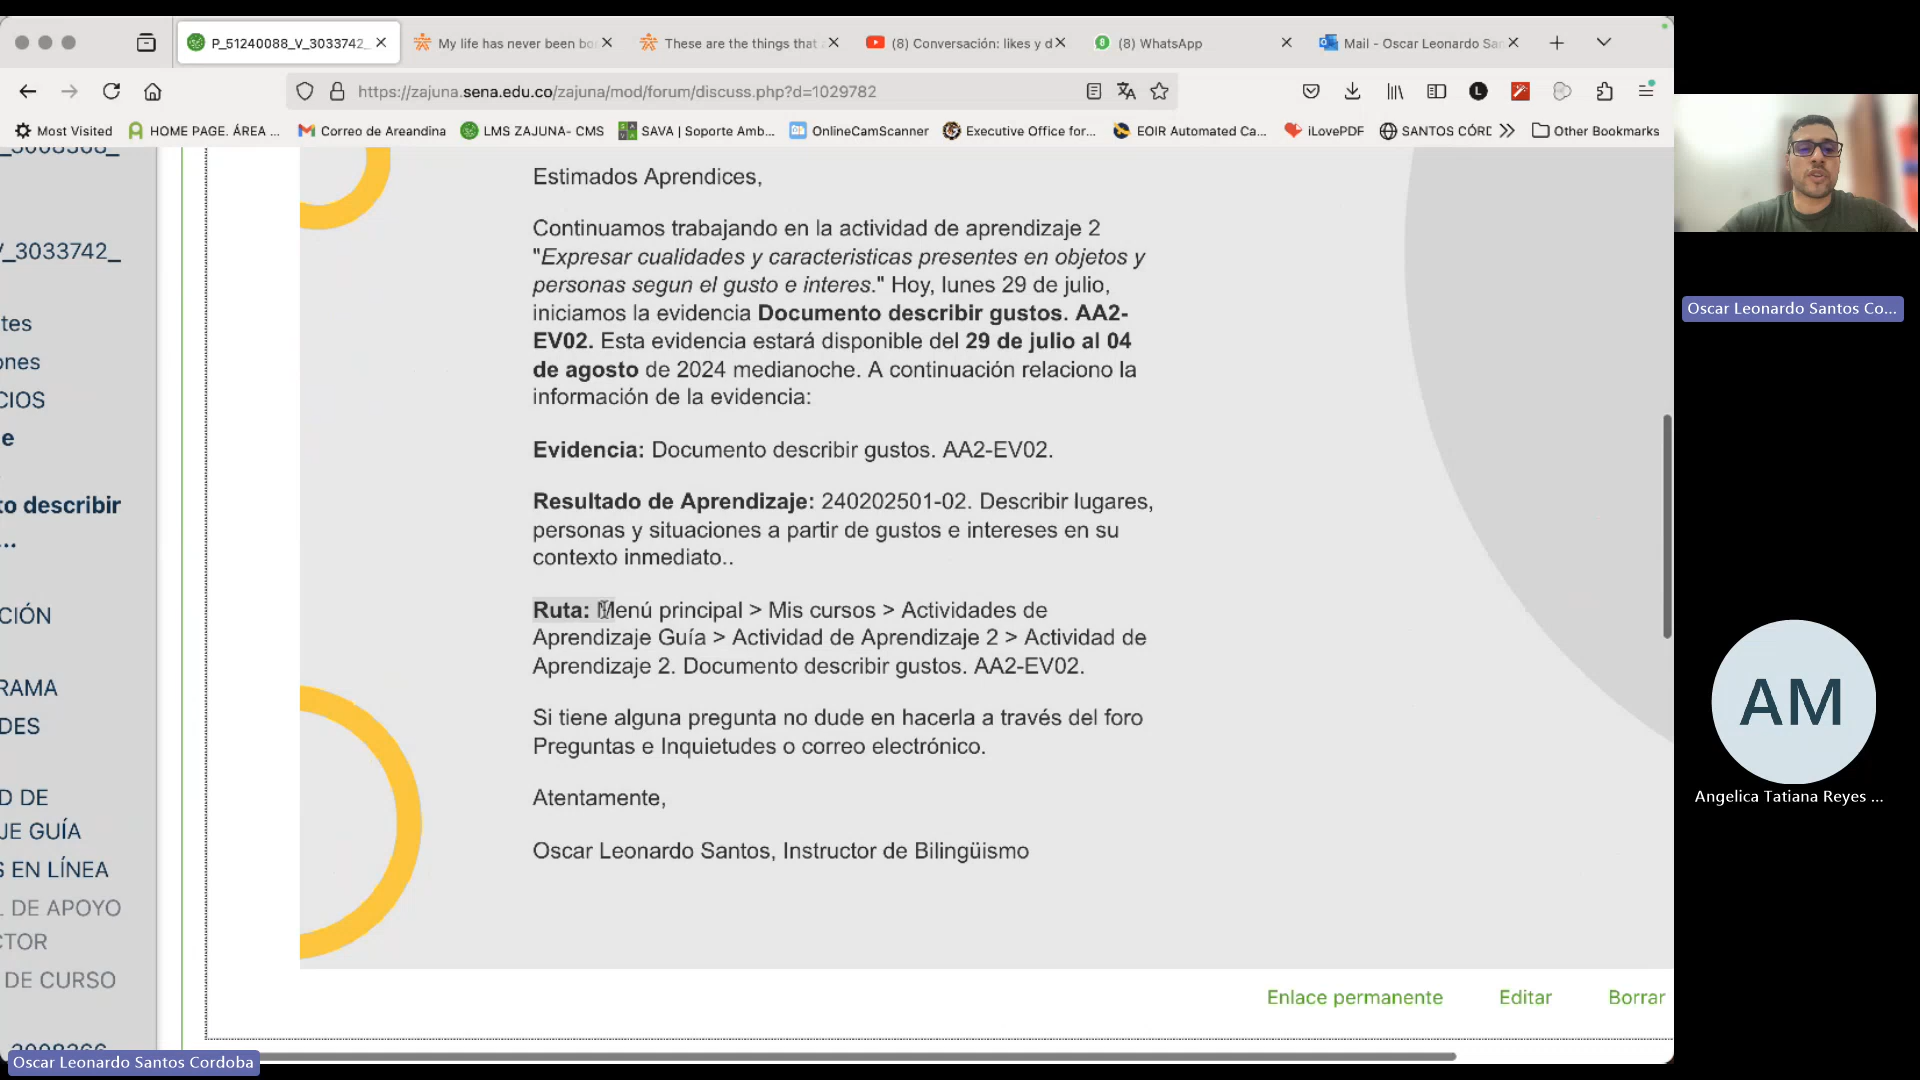 P_51240088_V_3033742_
My life has never been bo
These are the things that
(8) Conversación: likes y d
(8) WhatsApp
Mail - Oscar Leonardo Sar
https://zajuna.sena.edu.co/zajuna/mod/forum/discuss.php?d=1029782
Most Visited
HOME PAGE. ÁREA ...
Correo de Areandina
LMS ZAJUNA- CMS
SAVA | Soporte Amb...
OnlineCamScanner
Executive Office for...
EOIR Automated Ca...
iLovePDF
SANTOS CÓRD
Other Bookmarks
V_3033742_
tes
ones
CIOS
e
to describir
...
CIÓN
RAMA
DES
D DE
JE GUÍA
S EN LÍNEA
L DE APOYO
CTOR
DE CURSO
Estimados Aprendices,
Continuamos trabajando en la actividad de aprendizaje 2
"Expresar cualidades y caracteristicas presentes en objetos y
personas segun el gusto e interes." Hoy, lunes 29 de julio,
iniciamos la evidencia Documento describir gustos. AA2-
EV02. Esta evidencia estará disponible del 29 de julio al 04
de agosto de 2024 medianoche. A continuación relaciono la
información de la evidencia:
Evidencia: Documento describir gustos. AA2-EV02.
Resultado de Aprendizaje: 240202501-02. Describir lugares,
personas y situaciones a partir de gustos e intereses en su
contexto inmediato..
Ruta: Menú principal > Mis cursos > Actividades de
Aprendizaje Guía > Actividad de Aprendizaje 2 > Actividad de
Aprendizaje 2. Documento describir gustos. AA2-EV02.
Si tiene alguna pregunta no dude en hacerla a través del foro
Preguntas e Inquietudes o correo electrónico.
Atentamente,
Oscar Leonardo Santos, Instructor de Bilingüismo
Enlace permanente
Editar
Borrar
Oscar Leonardo Santos Cordoba
Oscar Leonardo Santos Co...
AM
Angelica Tatiana Reyes ...